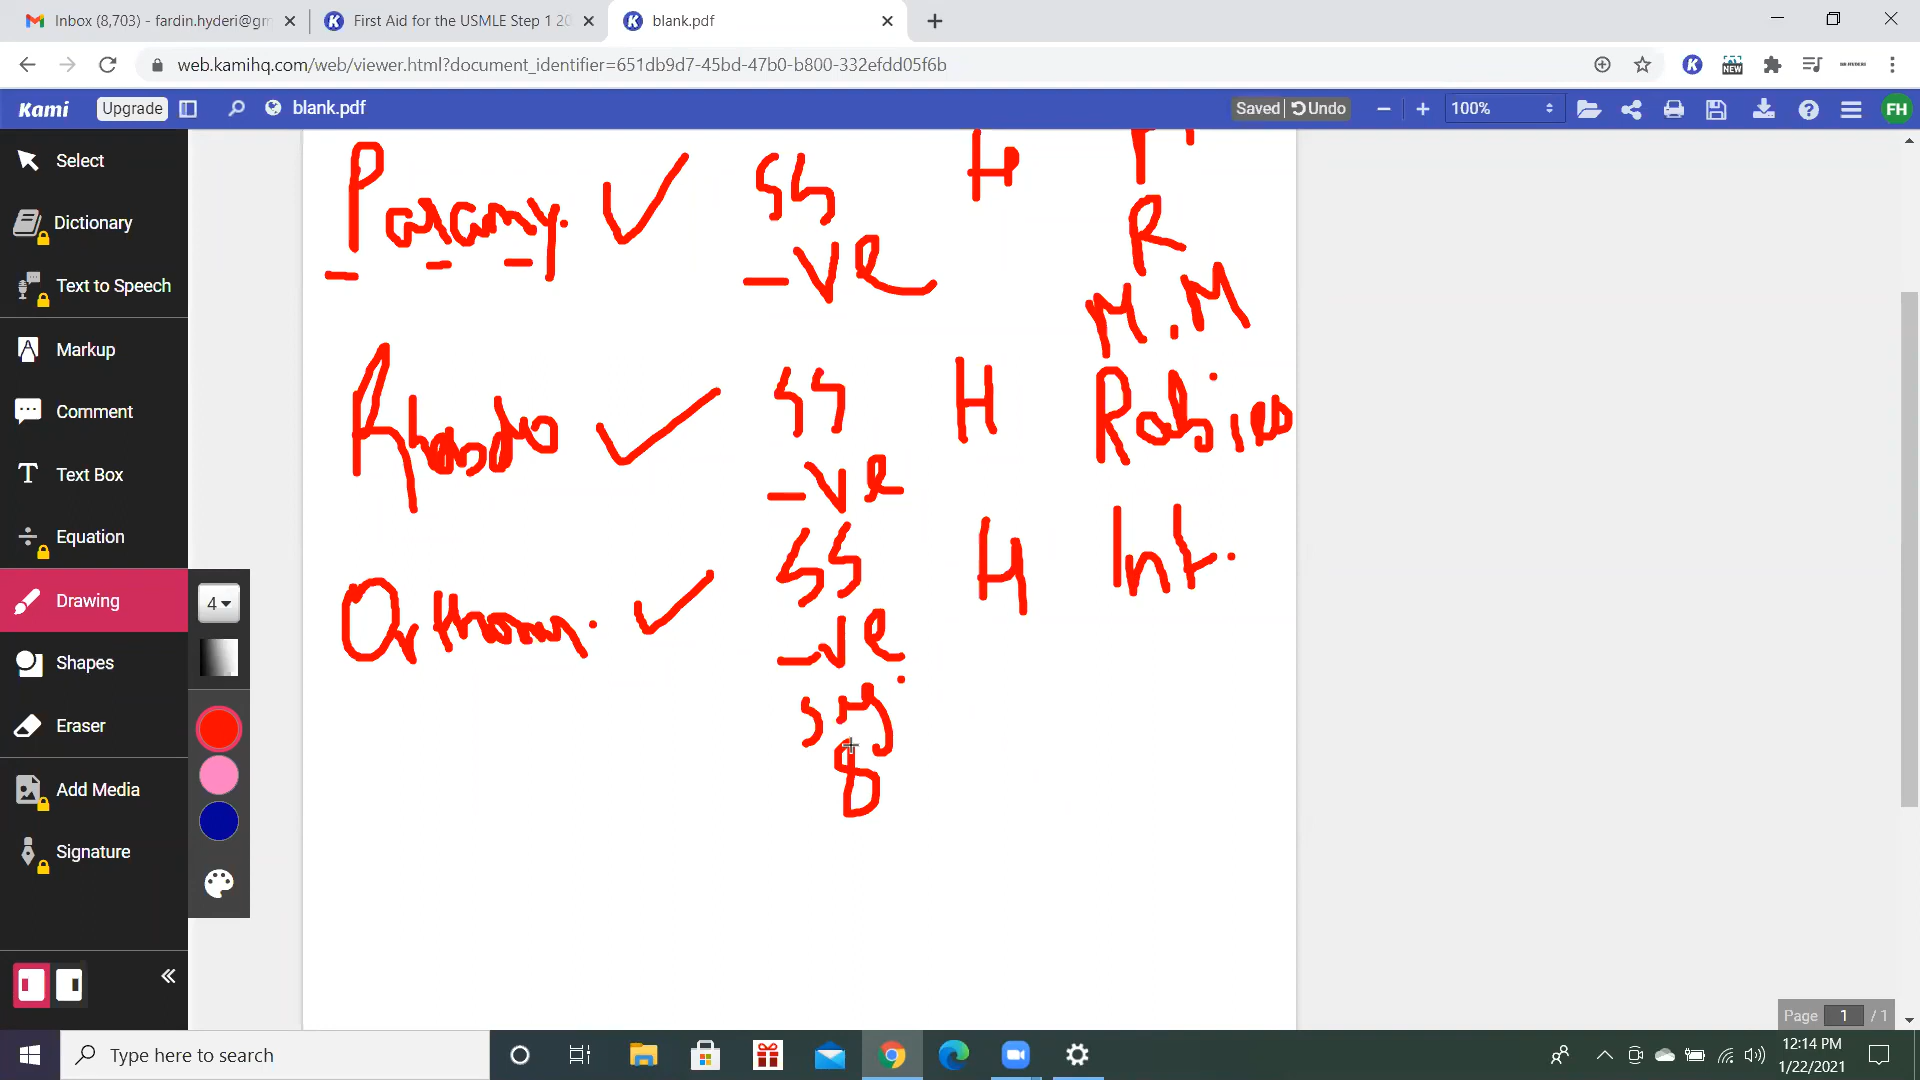 Inbox (8,703) - fardin.hyderi@gm
First Aid for the USMLE Step 1 20
blank.pdf
web.kamihq.com/web/viewer.html?document_identifier=651db9d7-45bd-47b0-b800-332efdd05f6b
NEW
Kami
Upgrade
blank.pdf
Saved
Undo
100%
FH
Select
Dictionary
Text to Speech
Markup
Comment
Text Box
Equation
Drawing
Shapes
Eraser
Add Media
Signature
4
Paramy. ✓ SS H
-ve R
M.M
Rhabdo ✓ SS H Rabies
-ve
Orthomy. ✓ SS H Inf.
-ve
8
Page 1 / 1
Type here to search
12:14 PM
1/22/2021